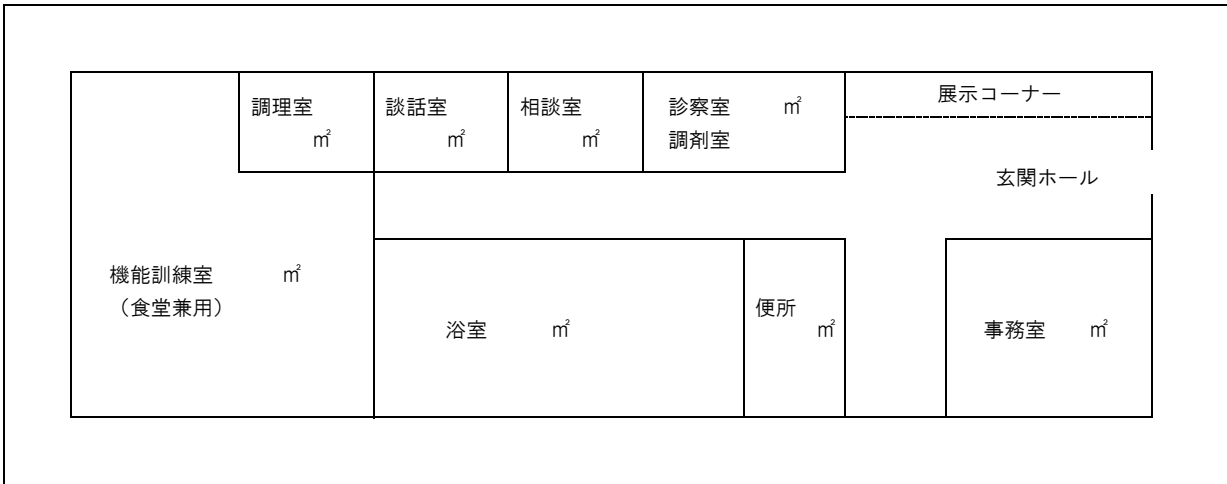 調理室
㎡
談話室
㎡
相談室
㎡
診察室 ㎡
調剤室
展示コーナー
玄関ホール
機能訓練室 ㎡
（食堂兼用）
浴室 ㎡
便所
㎡
事務室 ㎡